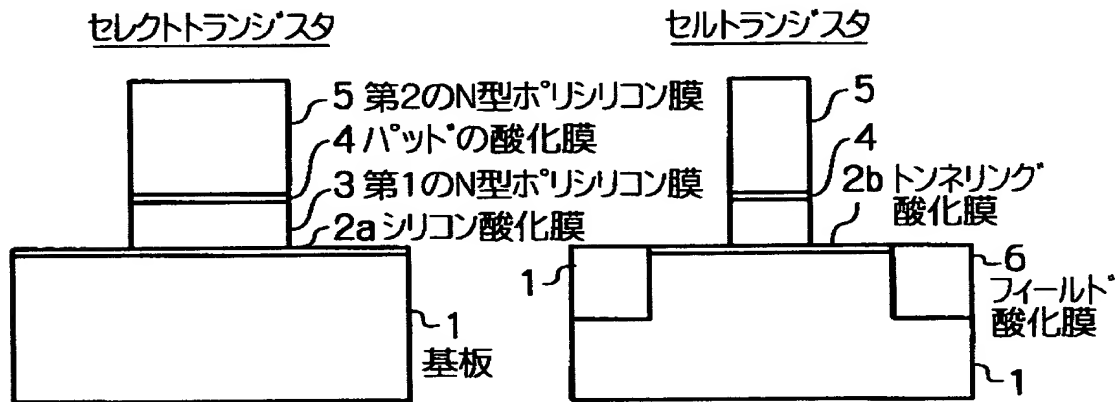 セレクトトランジスタ
5 第2のN型ポリシリコン膜
4 パッドの酸化膜
3 第1のN型ポリシリコン膜
2a シリコン酸化膜
1
基板
セルトランジスタ
5
4
2b トンネリング
酸化膜
1
6
フィールド
酸化膜
1